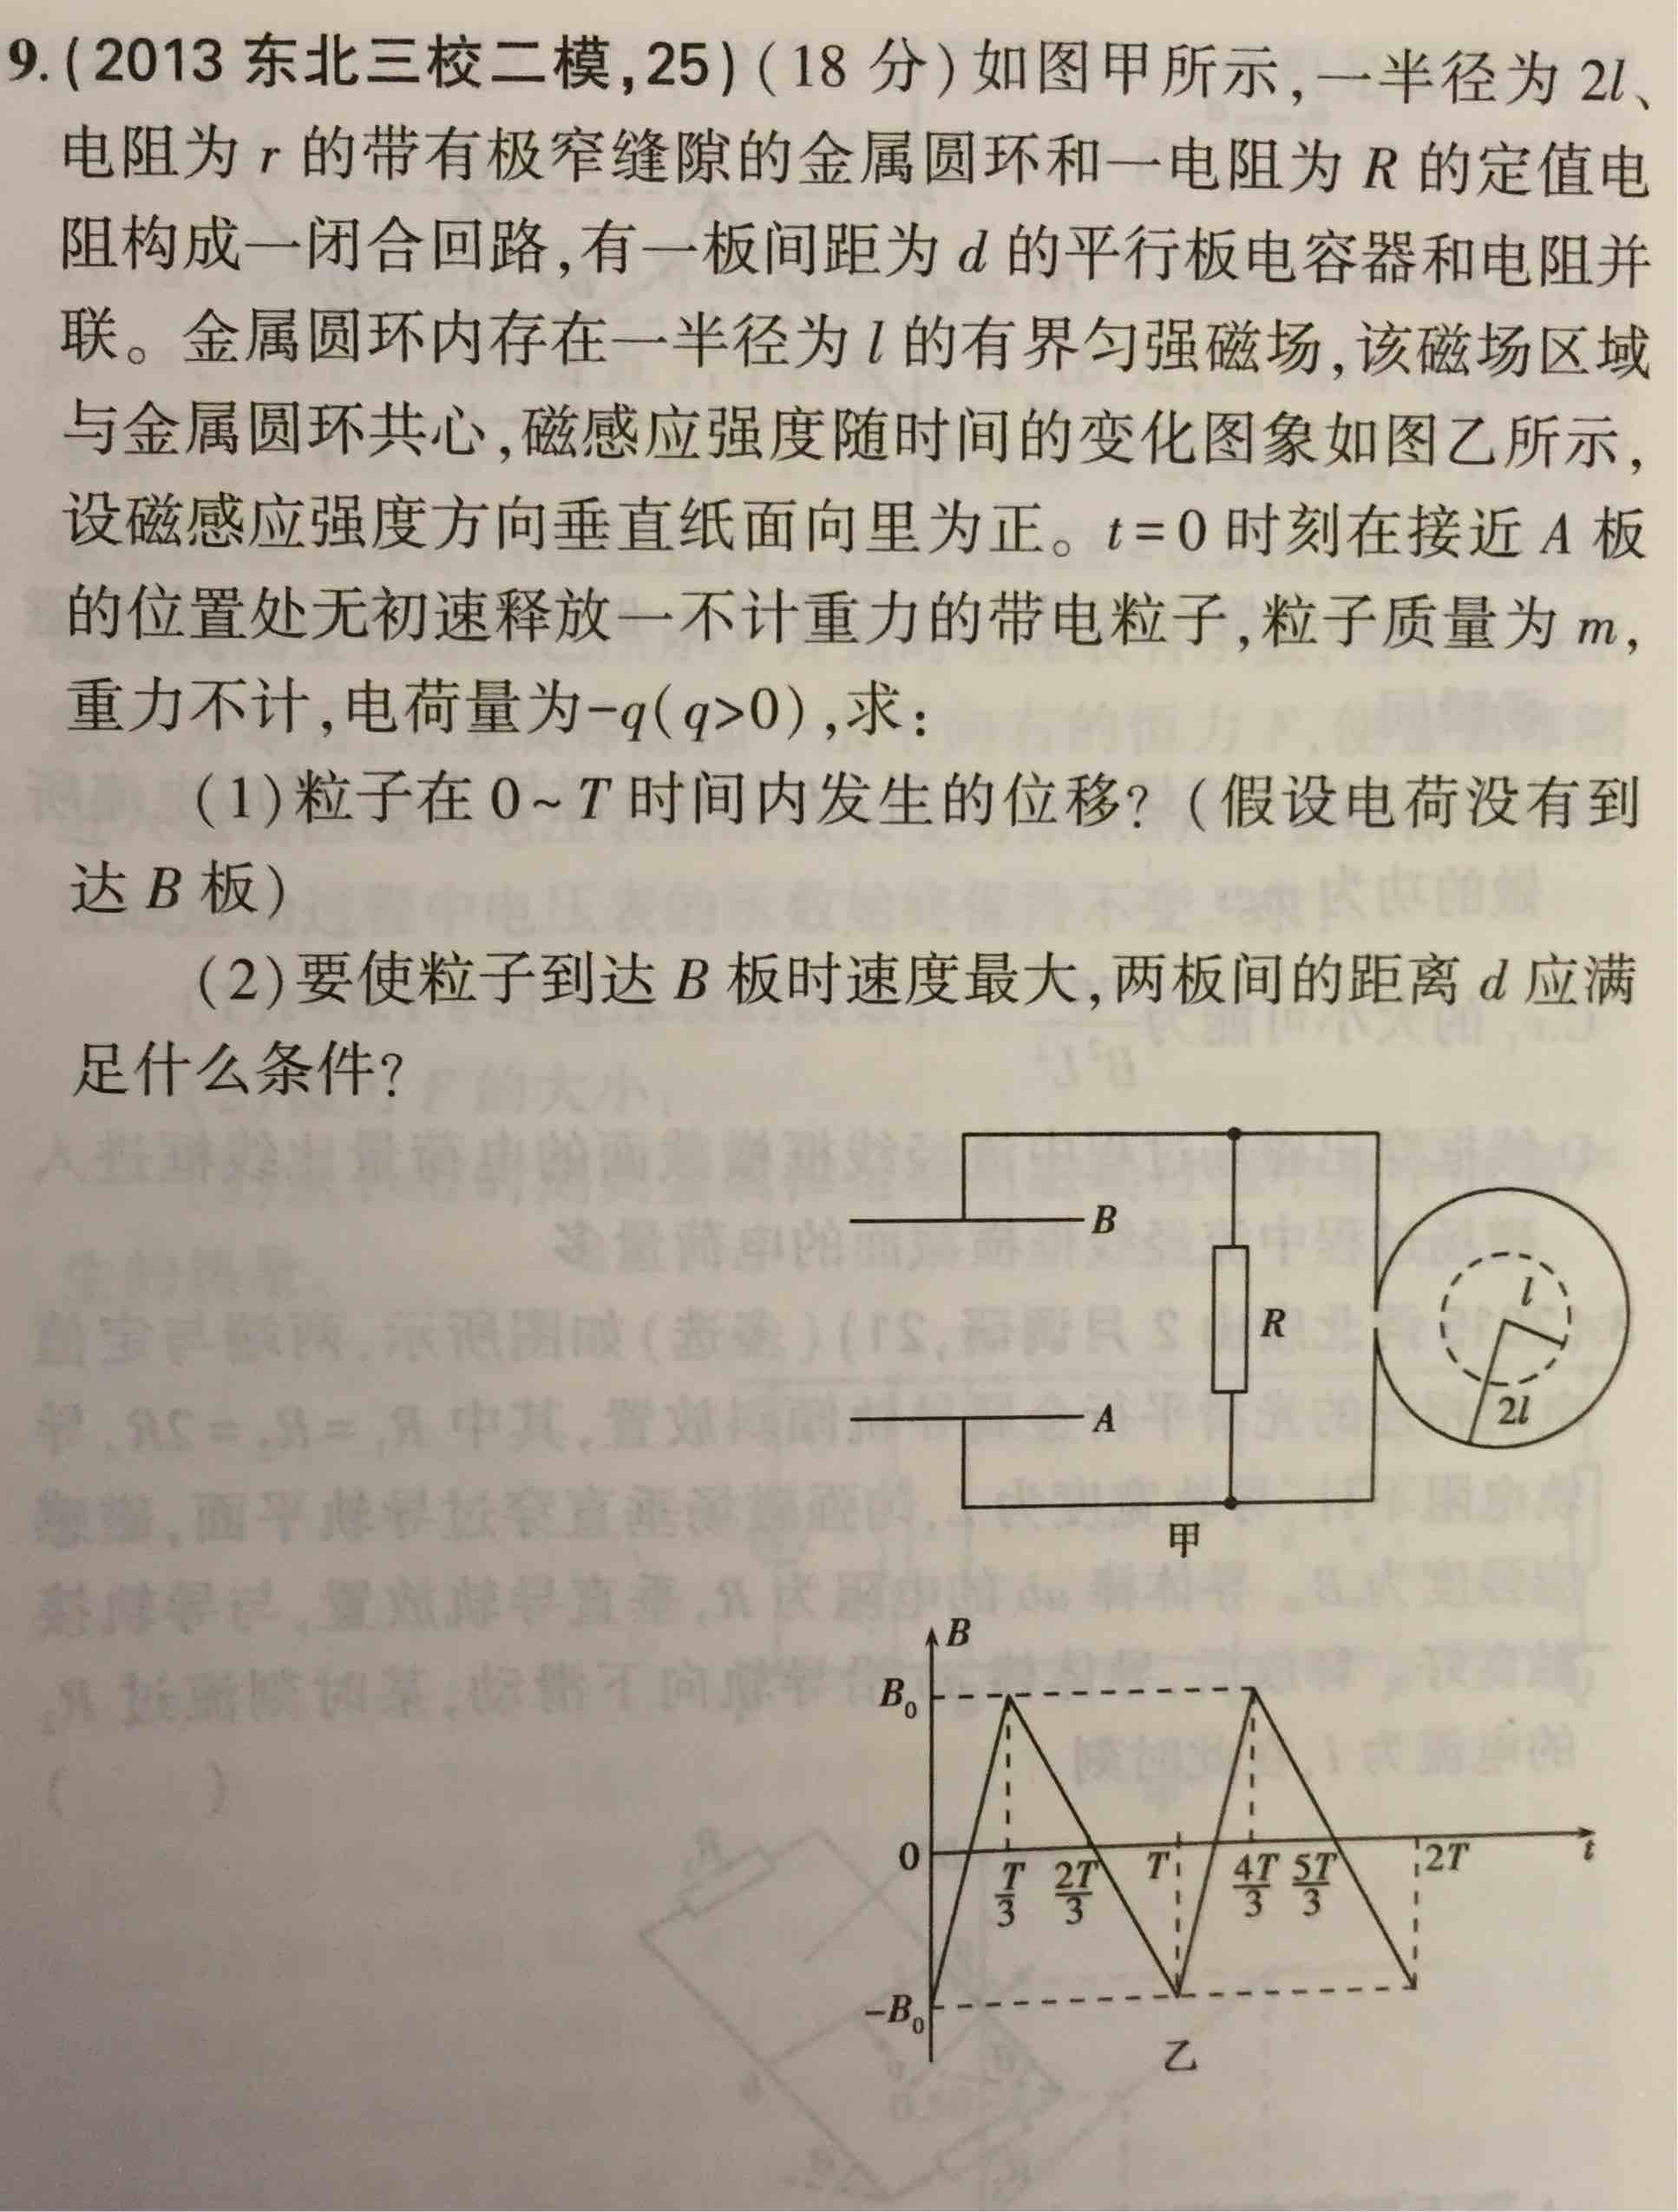 9.(2013 东北三校二模,25)(18 分)如图甲所示,一半径为 2l、
电阻为 r 的带有极窄缝隙的金属圆环和一电阻为 R 的定值电
阻构成一闭合回路,有一板间距为 d 的平行板电容器和电阻并
联。金属圆环内存在一半径为 l 的有界匀强磁场,该磁场区域
与金属圆环共心,磁感应强度随时间的变化图象如图乙所示,
设磁感应强度方向垂直纸面向里为正。t=0 时刻在接近 A 板
的位置处无初速释放一不计重力的带电粒子,粒子质量为 m,
重力不计,电荷量为-q(q>0),求:
(1)粒子在 0~T 时间内发生的位移?(假设电荷没有到
达 B 板)
(2)要使粒子到达 B 板时速度最大,两板间的距离 d 应满
足什么条件?
B
R
A
l
2l
甲
B
B₀
0
T/3
2T/3
T
4T/3
5T/3
2T
t
-B₀
乙